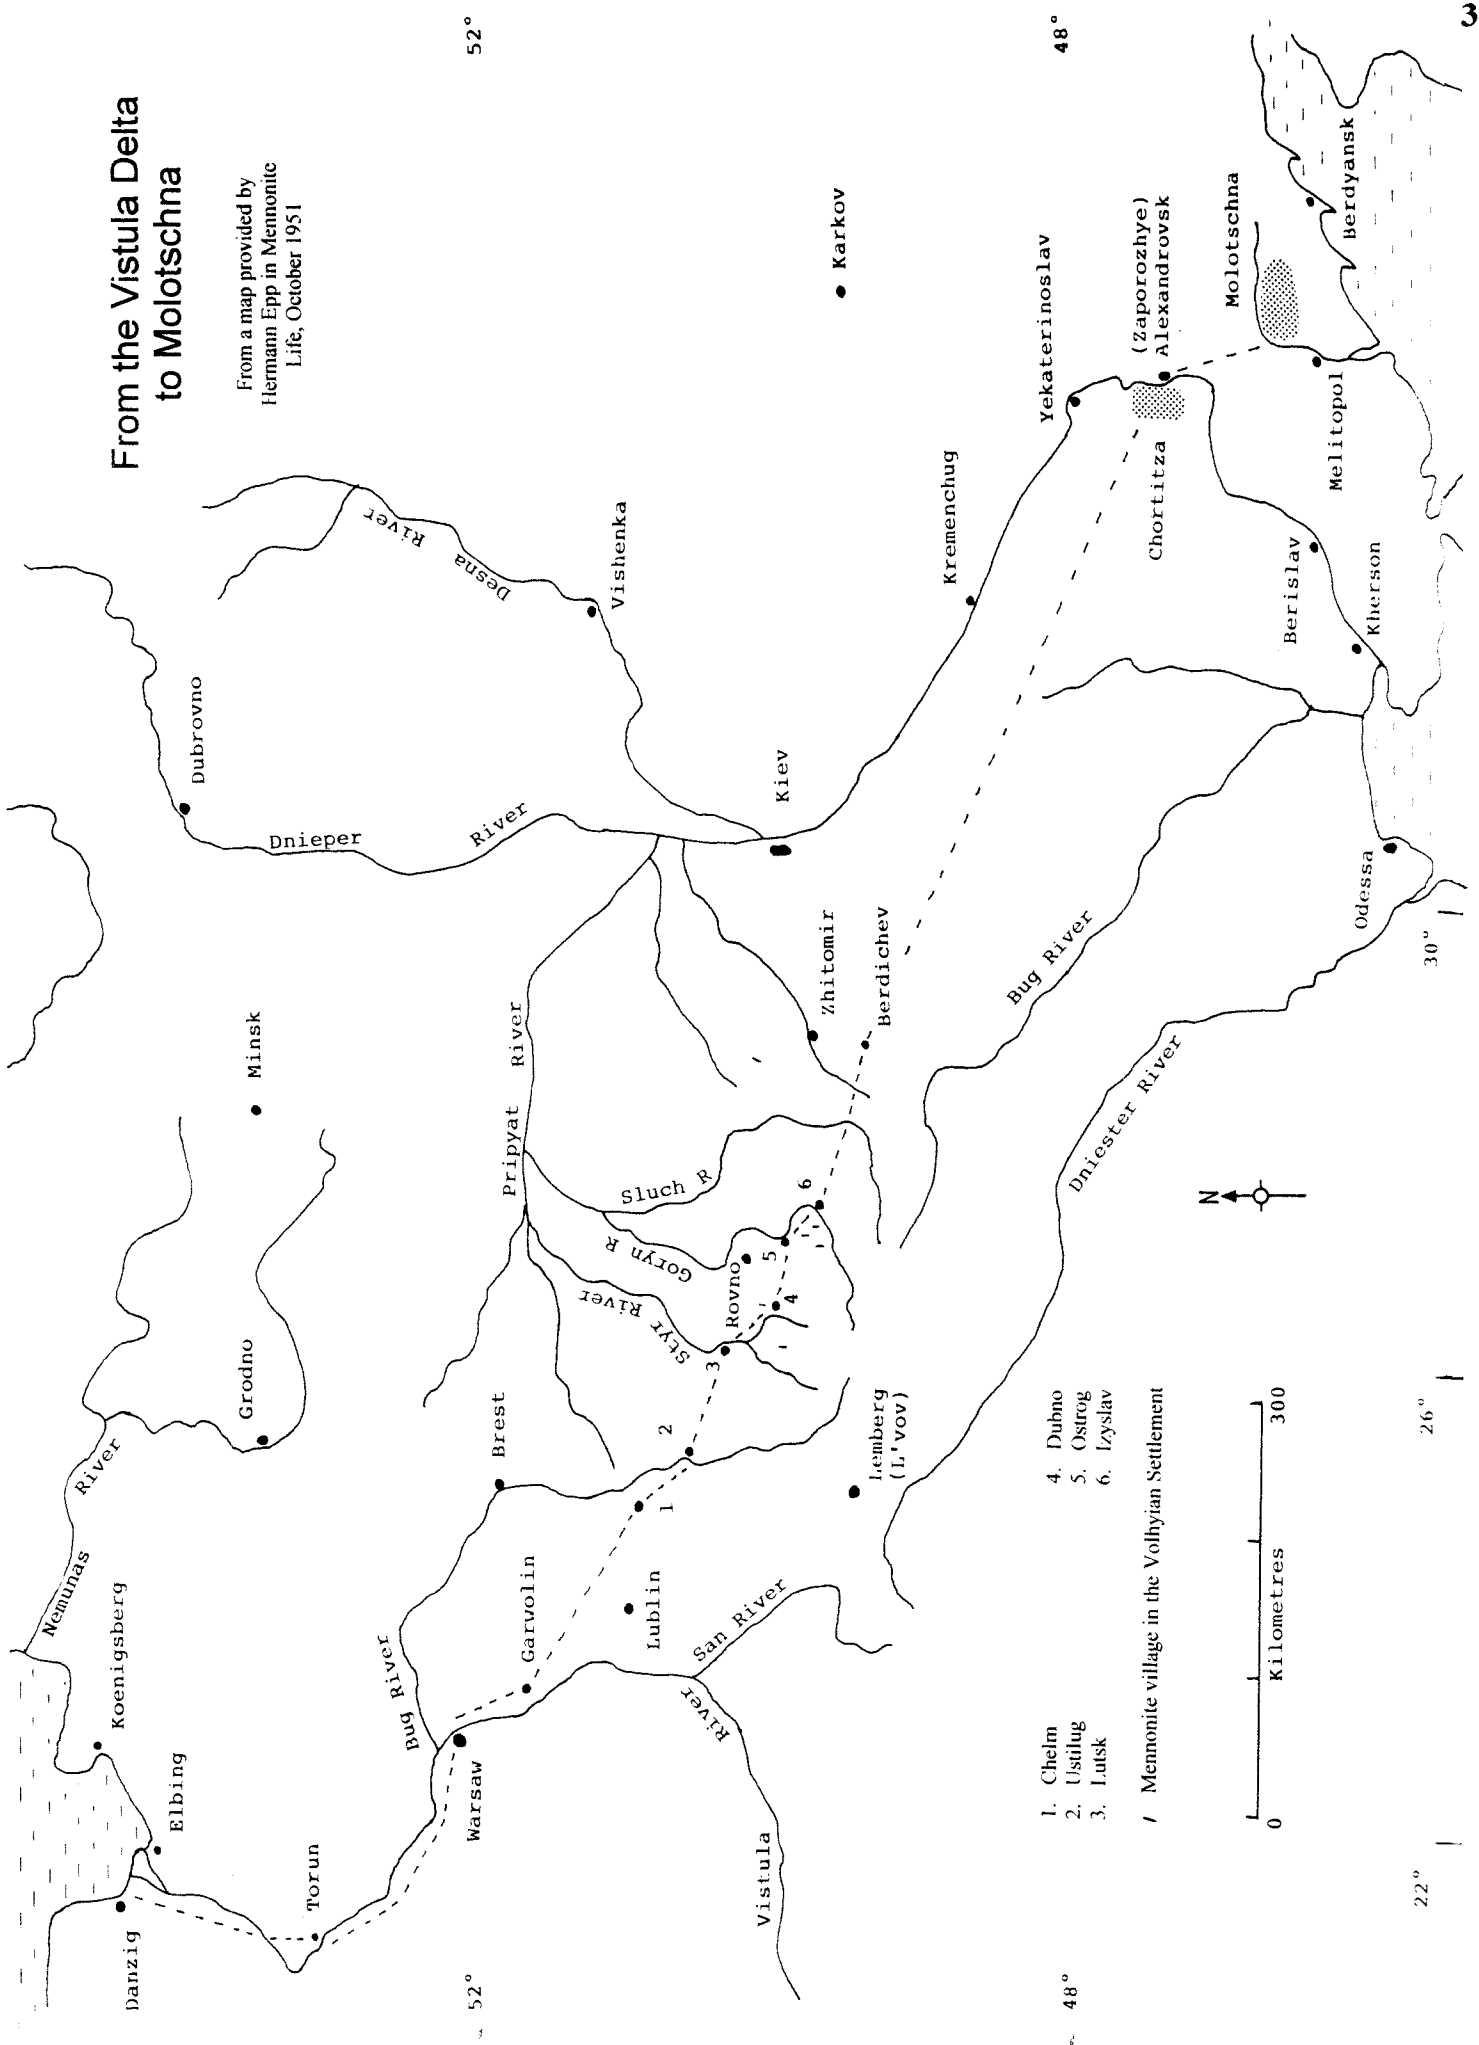 From the Vistula Delta
to Molotschna
From a map provided by
Hermann Epp in Mennonite
Life, October 1951
3
52°
48°
Danzig
Elbing
Koenigsberg
Nemunas
River
Grodno
Minsk
Dubrovno
Dnieper
River
Desna
River
Vishenka
Torun
Warsaw
Bug River
Brest
Garwolin
Lublin
San River
Vistula
River
Pripyat
River
Styr
River
Goryn R
Sluch R
Rovno
1
2
3
4
5
6
Zhitomir
Berdichev
Kiev
Karkov
Kremenchug
Yekaterinoslav
(Zaporozhye)
Alexandrovsk
Chortitza
Molotschna
Melitopol
Berdyansk
Berislav
Kherson
Odessa
Bug River
Dniester River
Lemberg
(L'vov)
N
1. Chelm
2. Ustilug
3. Lutsk
4. Dubno
5. Ostrog
6. Izyslav
/ Mennonite village in the Volhyian Settlement
0
300
Kilometres
52°
48°
22°
26°
30°